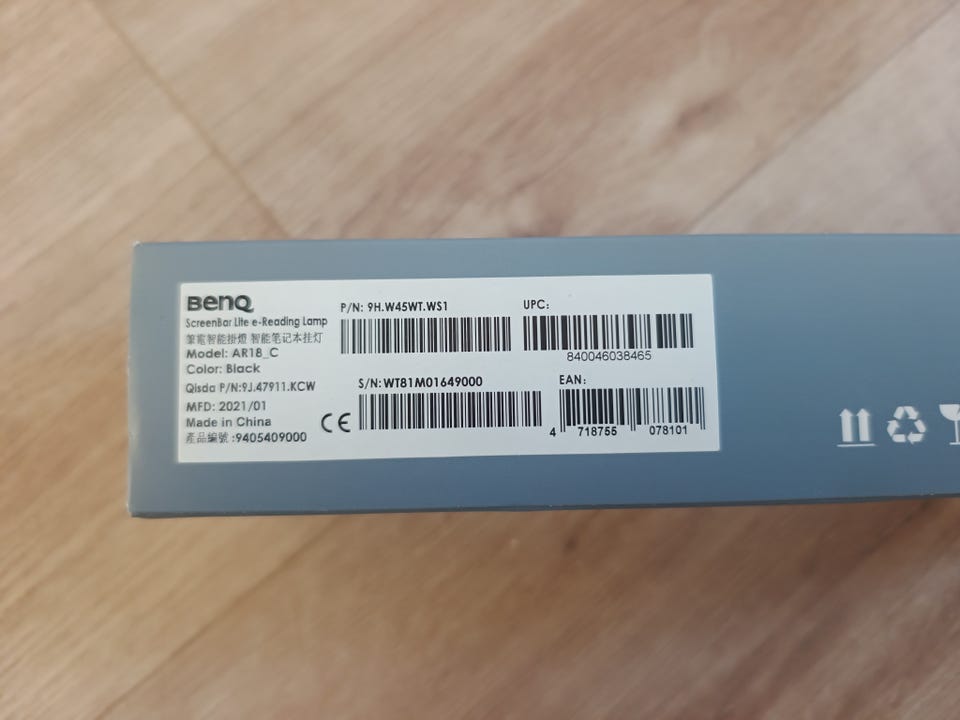 BenQ
ScreenBar Lite e-Reading Lamp
筆電智能掛燈 智能笔记本挂灯
Model: AR18_C
Color: Black
Qisda P/N:9J.47911.KCW
MFD: 2021/01
Made in China
產品編號:9405409000
CE
P/N: 9H.W45WT.WS1
S/N: WT81M01649000
UPC:
840046038465
EAN:
4 718755 078101